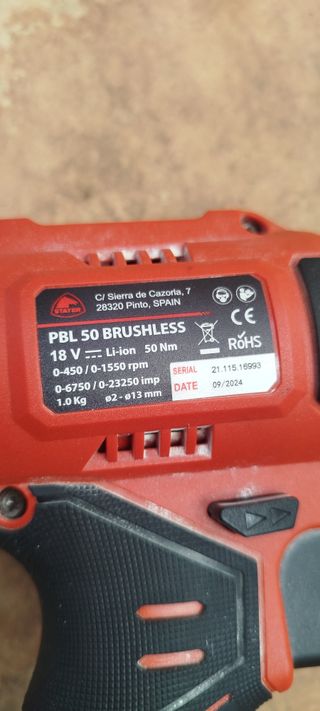 STAYER
C/ Sierra de Cazorla, 7
28320 Pinto, SPAIN
PBL 50 BRUSHLESS
18 V Li-ion 50 Nm
0-450 / 0-1550 rpm
0-6750 / 0-23250 imp
1.0 Kg ø2 - ø13 mm
CE
RoHS
SERIAL 21.115.16993
DATE 09/2024